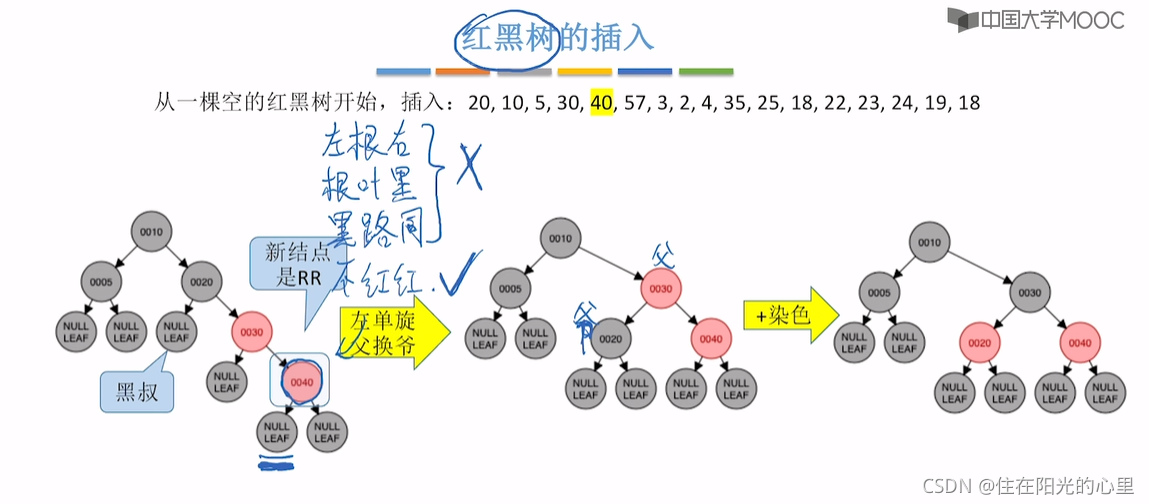 中国大学MOOC
红黑树的插入
从一棵空的红黑树开始，插入：20, 10, 5, 30, 40, 57, 3, 2, 4, 35, 25, 18, 22, 23, 24, 19, 18
左根右
根叶黑
黑路同
不红红.
新结点
是RR
黑叔
0010
0005
0020
NULL
LEAF
NULL
LEAF
NULL
LEAF
0030
NULL
LEAF
0040
NULL
LEAF
NULL
LEAF
左单旋
父换爷
0010
父
0005
0030
爷
NULL
LEAF
NULL
LEAF
0020
0040
NULL
LEAF
NULL
LEAF
NULL
LEAF
NULL
LEAF
+染色
0010
0005
0030
NULL
LEAF
NULL
LEAF
0020
0040
NULL
LEAF
NULL
LEAF
NULL
LEAF
NULL
LEAF
CSDN @住在阳光的心里